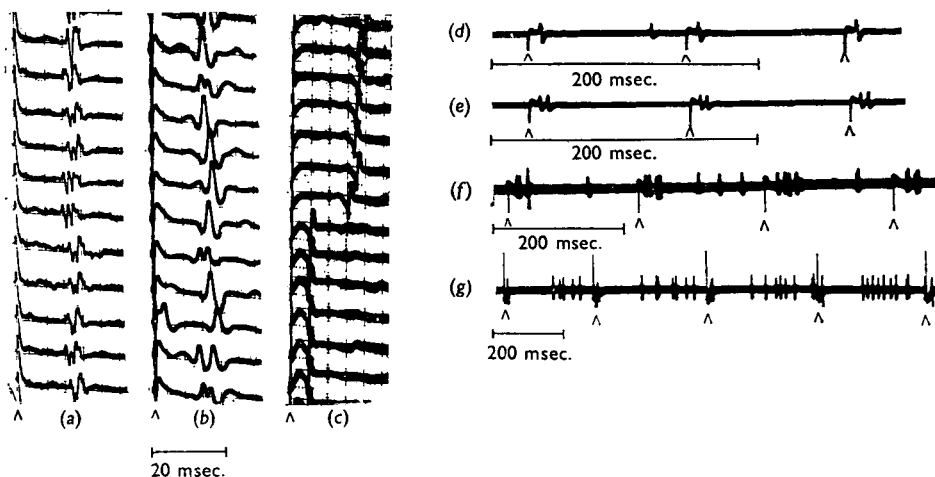 (d)
^ ^ ^
200 msec.
(e)
^ ^ ^
200 msec.
(f)
^ ^ ^ ^
200 msec.
(g)
^ ^ ^ ^ ^
200 msec.
^ (a) ^ (b) ^ (c)
20 msec.